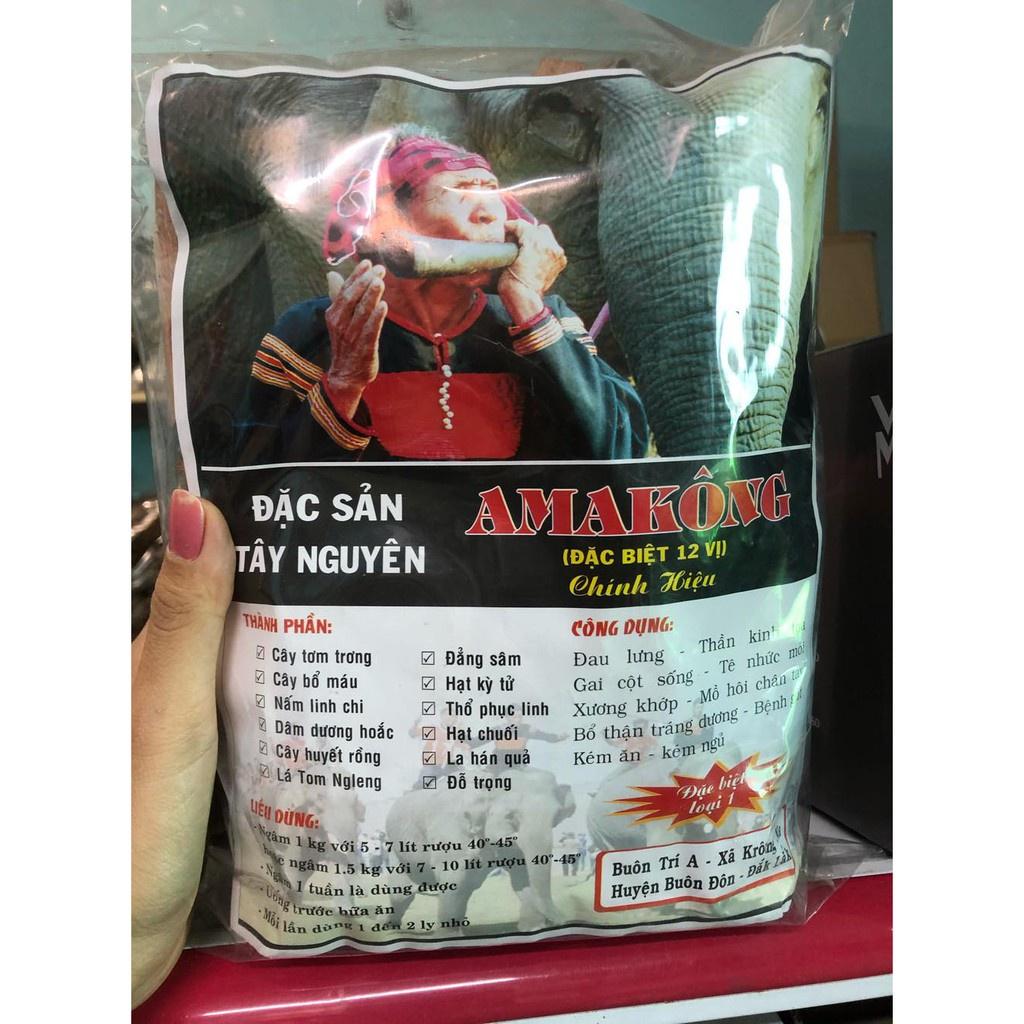 ĐẶC SẢN
TÂY NGUYÊN
AMAKÔNG
(ĐẶC BIỆT 12 VỊ)
Chính Hiệu
THÀNH PHẦN:
☑ Cây tơm trơng
☑ Cây bổ máu
☑ Nấm linh chi
☑ Dâm dương hoắc
☑ Cây huyết rồng
☑ Lá Tom Ngleng
☑ Đẳng sâm
☑ Hạt kỳ tử
☑ Thổ phục linh
☑ Hạt chuối
☑ La hán quả
☑ Đỗ trọng
CÔNG DỤNG:
Đau lưng - Thần kinh
Gai cột sống - Tê nhức mỏi
Xương khớp - Mồ hôi chân tay
Bổ thận tráng dương - Bệnh
Kém ăn - kém ngủ
LIỀU DÙNG:
- Ngâm 1 kg với 5 - 7 lít rượu 40°-45°
hoặc ngâm 1.5 kg với 7 - 10 lít rượu 40°-45°
- Ngâm 1 tuần là dùng được
- Uống trước bữa ăn
- Mỗi lần dùng 1 đến 2 ly nhỏ
Đặc biệt
loại 1
Buôn Trí A - Xã Krông
Huyện Buôn Đôn - Đắk Lắk